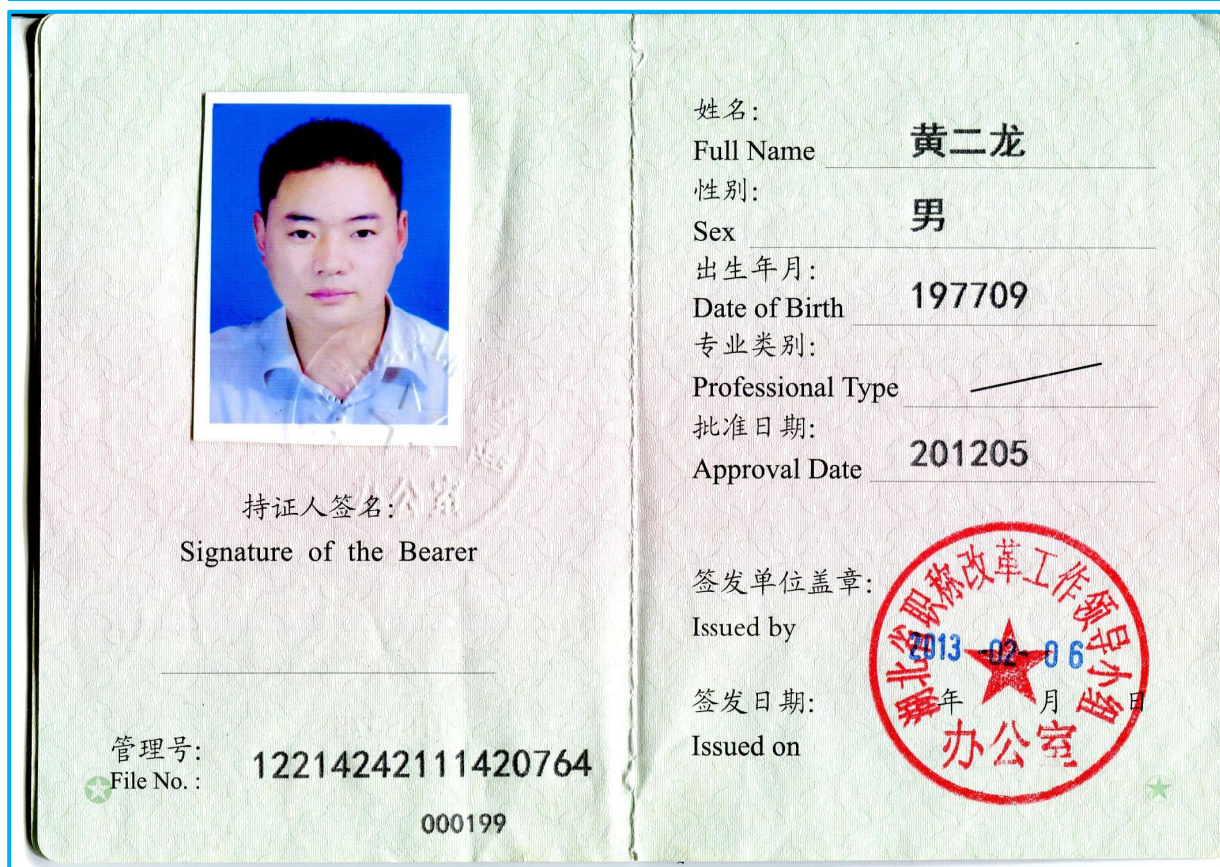 持证人签名:
Signature of the Bearer
管理号:
File No. :
12214242111420764
000199
姓名:
Full Name
黄二龙
性别:
Sex
男
出生年月:
Date of Birth
197709
专业类别:
Professional Type
批准日期:
Approval Date
201205
签发单位盖章:
Issued by
湖北省职称改革工作领导小组
办公室
2013-02-06
签发日期:
年 月 日
Issued on